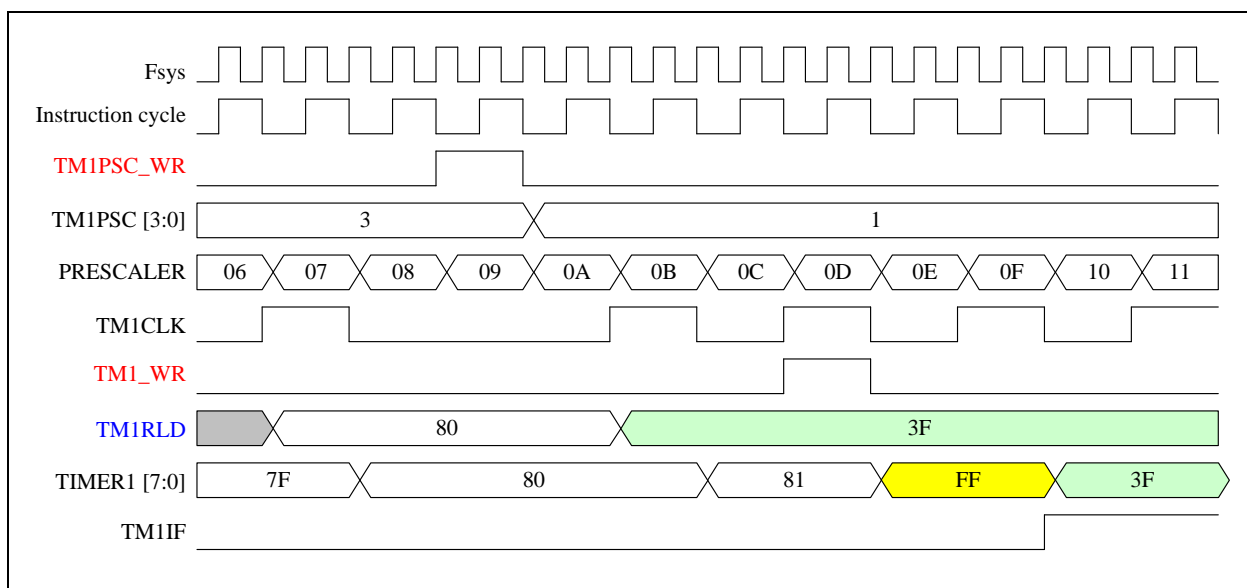 Fsys
Instruction cycle
TM1PSC_WR
TM1PSC [3:0] 3 1
PRESCALER 06 07 08 09 0A 0B 0C 0D 0E 0F 10 11
TM1CLK
TM1_WR
TM1RLD 80 3F
TIMER1 [7:0] 7F 80 81 FF 3F
TM1IF